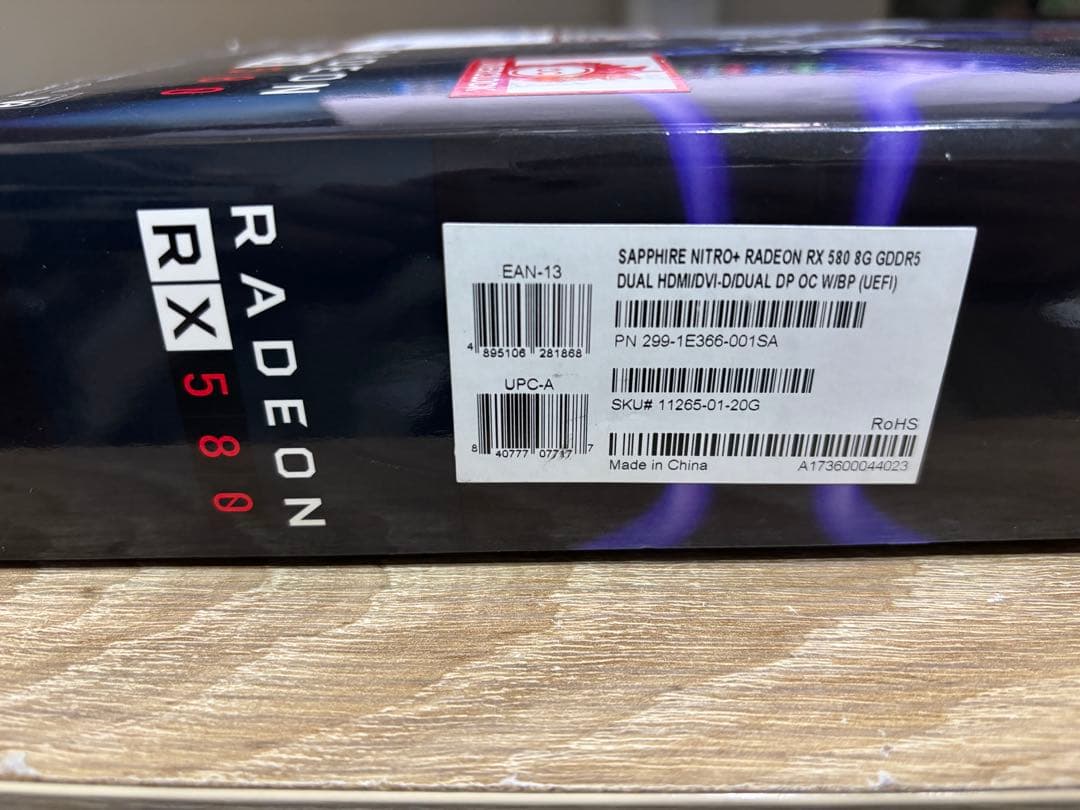 RADEON
RX
580
SAPPHIRE NITRO+ RADEON RX 580 8G GDDR5
DUAL HDMI/DVI-D/DUAL DP OC W/BP (UEFI)
EAN-13
4 895106 281868
PN 299-1E366-001SA
UPC-A
8 40777 07717 7
SKU# 11265-01-20G
RoHS
Made in China
A173600044023